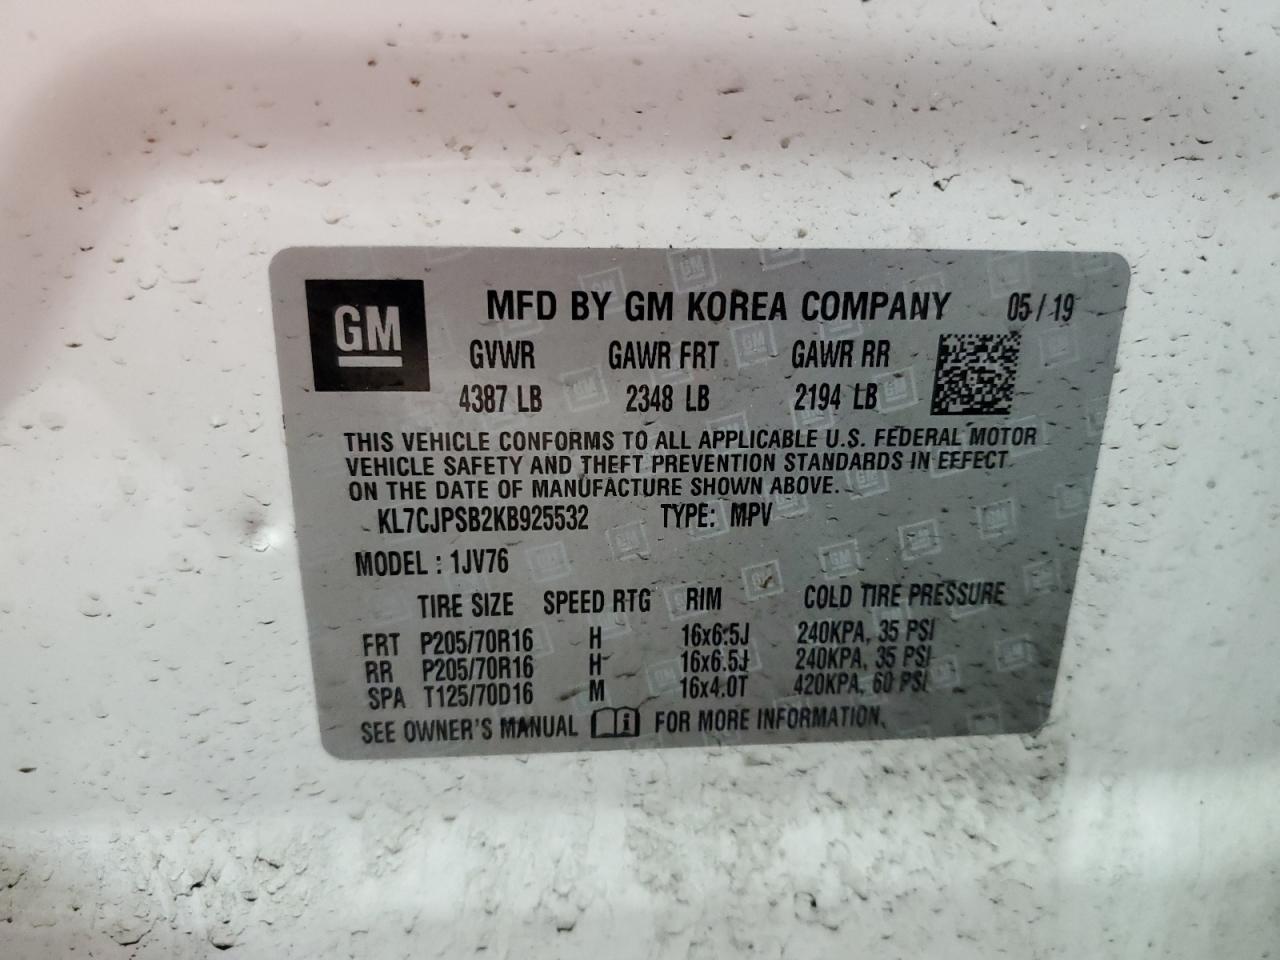 GM MFD BY GM KOREA COMPANY 05/19
GVWR GAWR FRT GAWR RR
4387 LB 2348 LB 2194 LB
THIS VEHICLE CONFORMS TO ALL APPLICABLE U.S. FEDERAL MOTOR
VEHICLE SAFETY AND THEFT PREVENTION STANDARDS IN EFFECT
ON THE DATE OF MANUFACTURE SHOWN ABOVE.
KL7CJPSB2KB925532 TYPE: MPV
MODEL : 1JV76
TIRE SIZE SPEED RTG RIM COLD TIRE PRESSURE
FRT P205/70R16 H 16x6.5J 240KPA, 35 PSI
RR P205/70R16 H 16x6.5J 240KPA, 35 PSI
SPA T125/70D16 M 16x4.0T 420KPA, 60 PSI
SEE OWNER'S MANUAL FOR MORE INFORMATION.